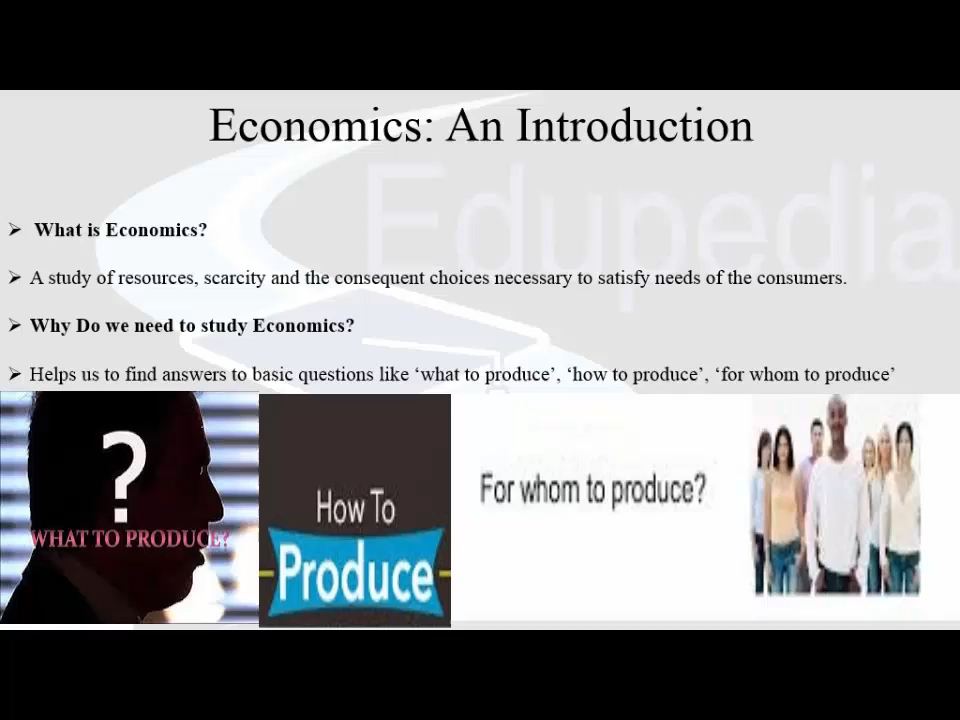 Economics: An Introduction
Edupedia
➢ What is Economics?
➢ A study of resources, scarcity and the consequent choices necessary to satisfy needs of the consumers.
➢ Why Do we need to study Economics?
➢ Helps us to find answers to basic questions like ‘what to produce’, ‘how to produce’, ‘for whom to produce’
?
WHAT TO PRODUCE?
How To
Produce
For whom to produce?